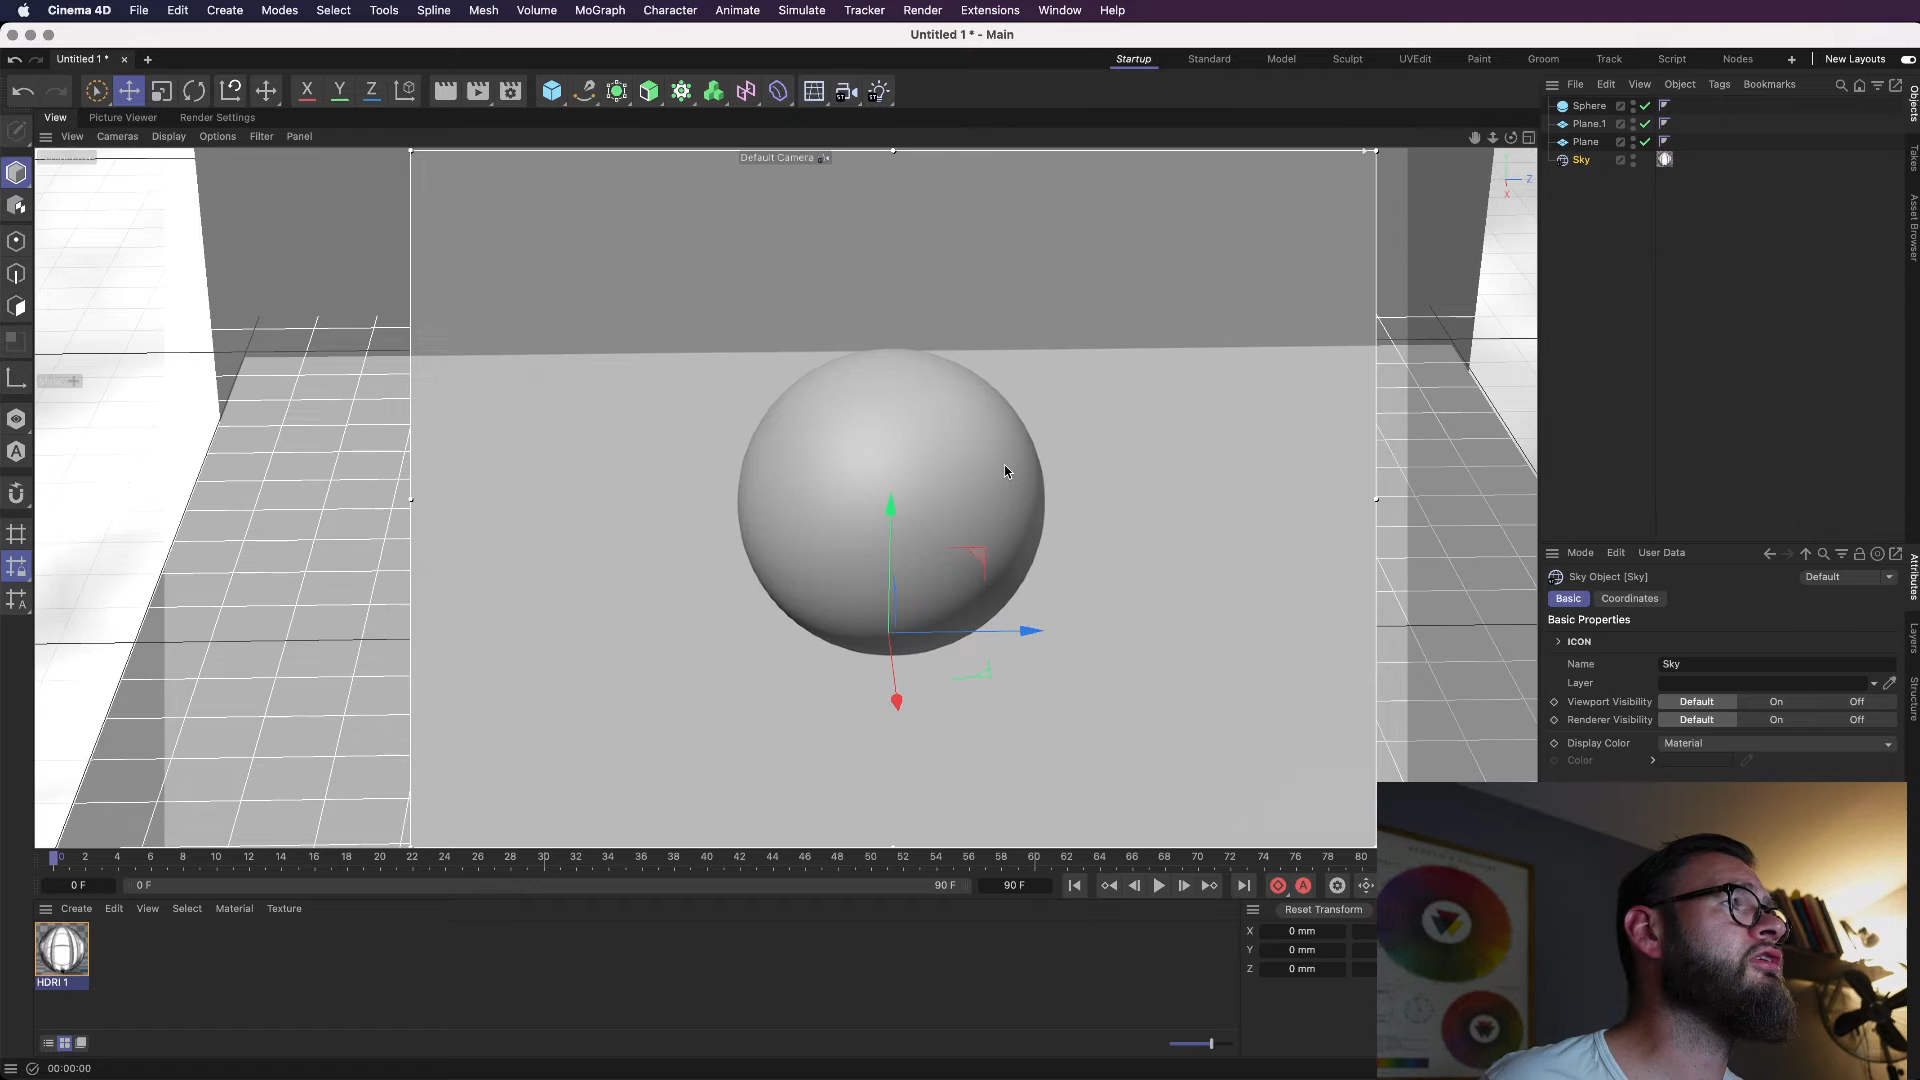 Cinema 4D File Edit Create Modes Select Tools Spline Mesh Volume MoGraph Character Animate Simulate Tracker Render Extensions Window Help
Untitled 1 * - Main
Untitled 1 *
Startup Standard Model Sculpt UVEdit Paint Groom Track Script Nodes New Layouts
X Y Z
File Edit View Object Tags Bookmarks
Sphere
Plane.1
Plane
Sky
Objects
Takes
Asset Browser
View Picture Viewer Render Settings
View Cameras Display Options Filter Panel
Default Camera
Z
X
Mode Edit User Data
Sky Object [Sky] Default
Basic Coordinates
Basic Properties
ICON
Name Sky
Layer
Viewport Visibility Default On Off
Renderer Visibility Default On Off
Display Color Material
Color
Attributes
Layers
Structure
0 2 4 6 8 10 12 14 16 18 20 22 24 26 28 30 32 34 36 38 40 42 44 46 48 50 52 54 56 58 60 62 64 66 68 70 72 74 76 78 80
0 F 0 F 90 F 90 F
Create Edit View Select Material Texture
HDRI 1
Reset Transform
X 0 mm
Y 0 mm
Z 0 mm
00:00:00